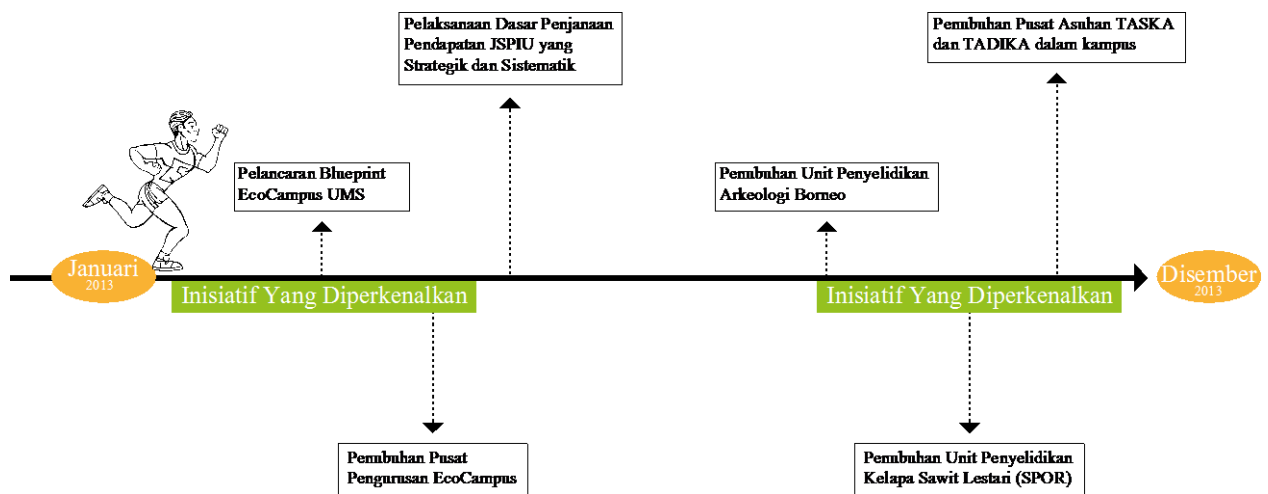 Pelaksanaan Dasar Penjanaan
Pendapatan JSPIU yang
Strategik dan Sistematik
Penubuhan Pusat Asuhan TASKA
dan TADIKA dalam kampus
Pelancaran Blueprint
EcoCampus UMS
Penubuhan Unit Penyelidikan
Arkeologi Borneo
Januari
2013
Disember
2013
Inisiatif Yang Diperkenalkan
Inisiatif Yang Diperkenalkan
Penubuhan Pusat
Pengurusan EcoCampus
Penubuhan Unit Penyelidikan
Kelapa Sawit Lestari (SPOR)